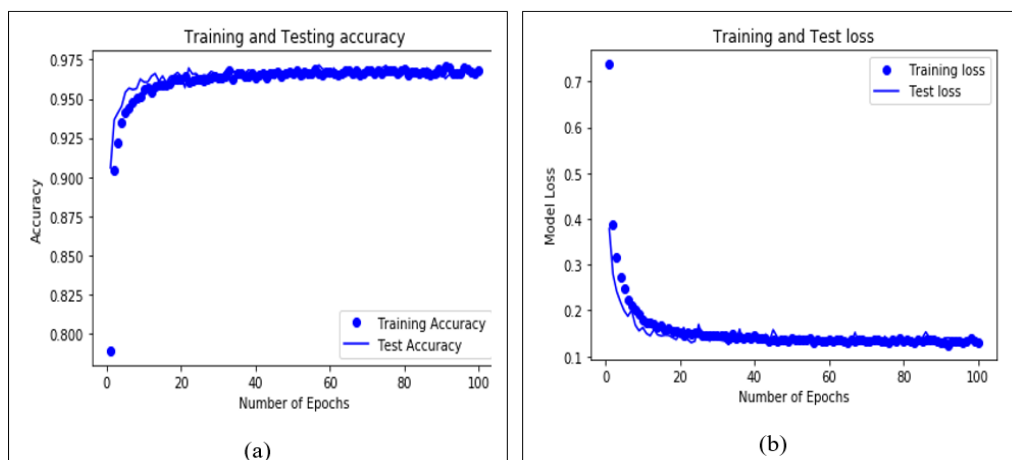 Training and Testing accuracy
0.975
0.950
0.925
0.900
0.875
0.850
0.825
0.800
Accuracy
Training Accuracy
Test Accuracy
0 20 40 60 80 100
Number of Epochs
(a)
Training and Test loss
0.7
0.6
0.5
0.4
0.3
0.2
0.1
Model Loss
Training loss
Test loss
0 20 40 60 80 100
Number of Epochs
(b)